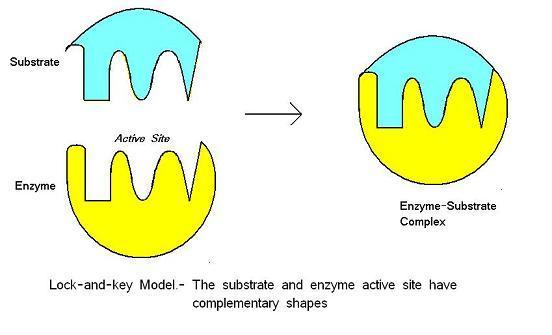 Substrate
Active Site
Enzyme
Enzyme-Substrate
Complex
Lock-and-key Model.- The substrate and enzyme active site have
complementary shapes